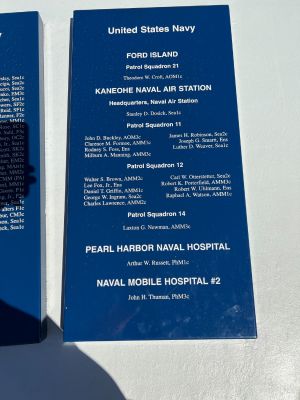 United States Navy
FORD ISLAND
Patrol Squadron 21
Theodore W. Croft, AOM1c
KANEOHE NAVAL AIR STATION
Headquarters, Naval Air Station
Stanley D. Dosick, Sea1c
Patrol Squadron 11
John D. Buckley, AOM3c
Clarence M. Formoe, AMM1c
Rodney S. Foss, Ens
Milburn A. Manning, AMM3c
James H. Robinson, Sea2c
Joseph G. Smartt, Ens
Luther D. Weaver, Sea1c
Patrol Squadron 12
Walter S. Brown, AMM2c
Lee Fox, Jr., Ens
Daniel T. Griffin, AMM1c
George W. Ingram, Sea2c
Charles Lawrence, AMM2c
Carl W. Otterstetter, Sea2c
Robert K. Porterfield, AMM3c
Robert W. Uhlmann, Ens
Raphael A. Watson, AMM1c
Patrol Squadron 14
Laxton G. Newman, AMM3c
PEARL HARBOR NAVAL HOSPITAL
Arthur W. Russett, PhM1c
NAVAL MOBILE HOSPITAL #2
John H. Thuman, PhM3c